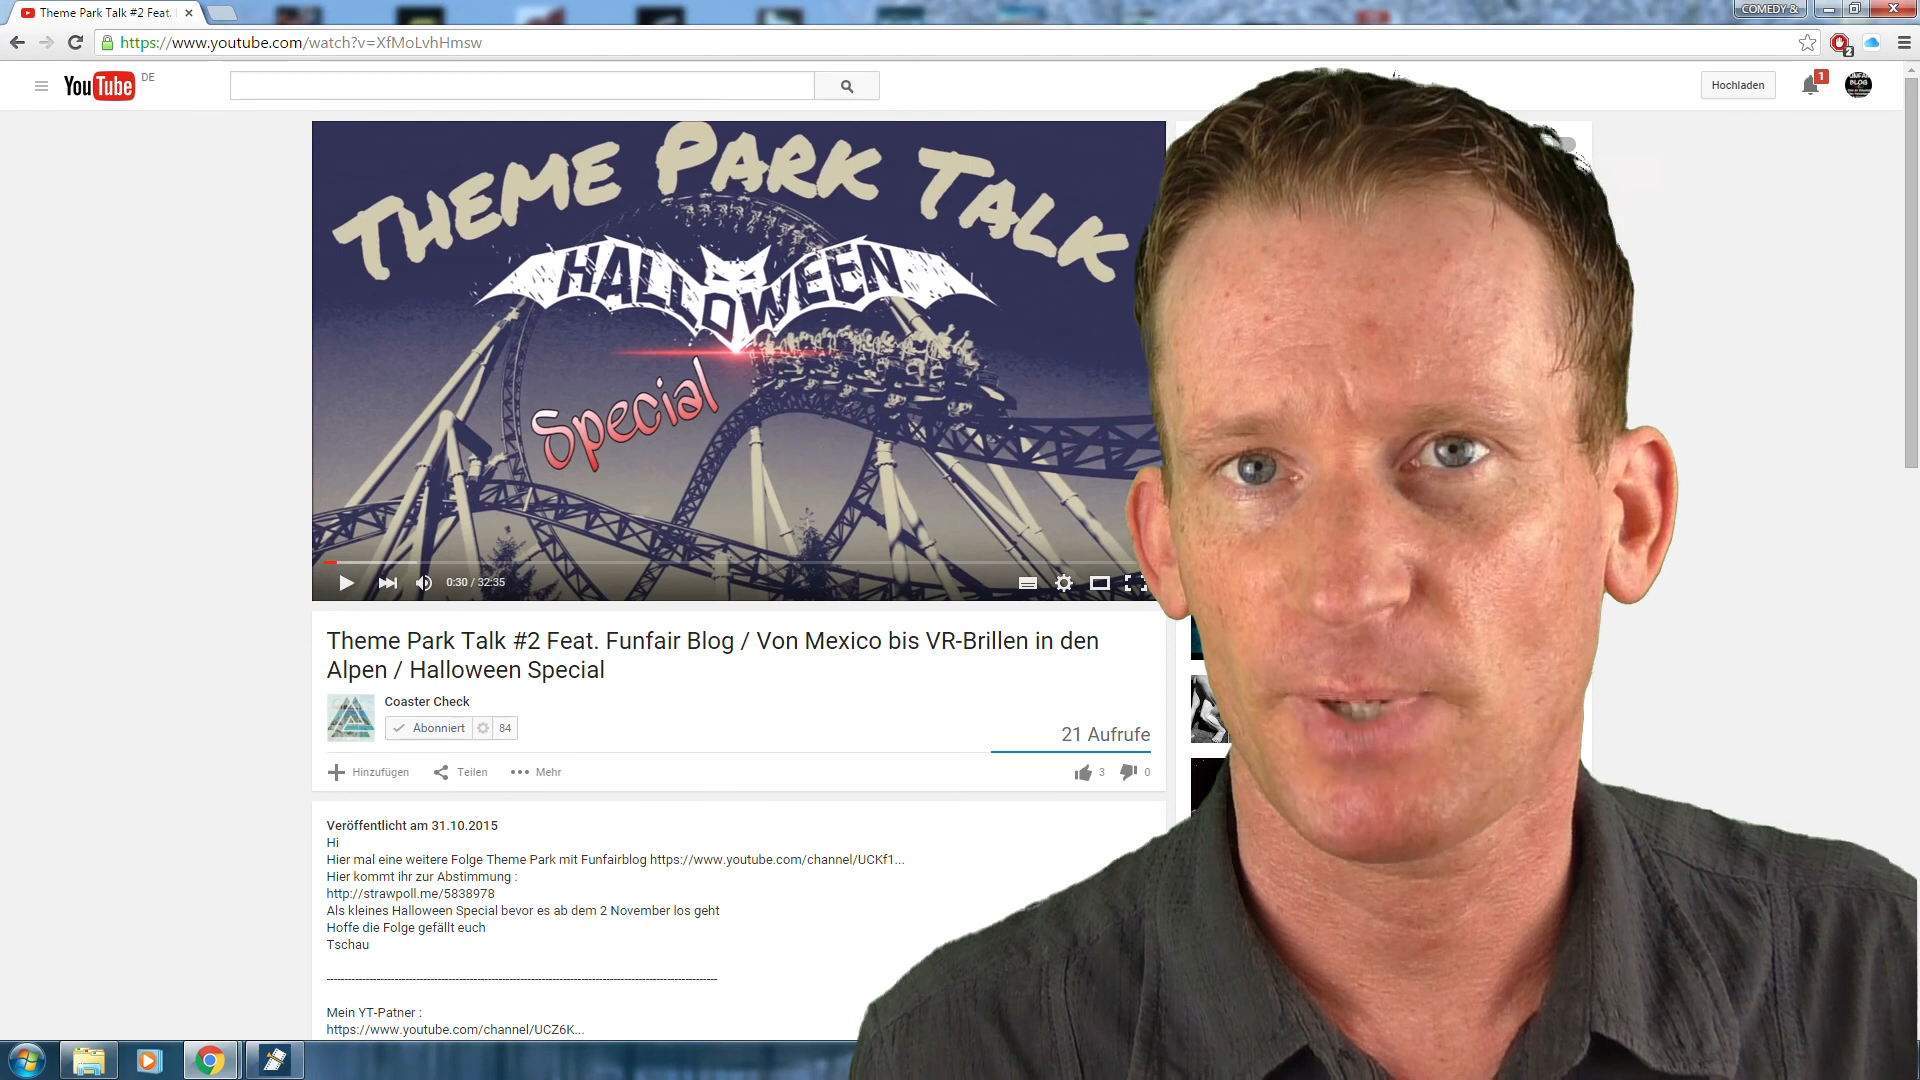 Theme Park Talk #2 Feat.
COMEDY &
https://www.youtube.com/watch?v=XfMoLvhHmsw
2
YouTube DE
Hochladen
1
FUNFAIR
BLOG
THEME PARK TALK
HALLOWEEN
Special
0:30 / 32:35
Theme Park Talk #2 Feat. Funfair Blog / Von Mexico bis VR-Brillen in den
Alpen / Halloween Special
Coaster Check
Abonniert 84
21 Aufrufe
Hinzufügen Teilen Mehr 3 0
Veröffentlicht am 31.10.2015
Hi
Hier mal eine weitere Folge Theme Park mit Funfairblog https://www.youtube.com/channel/UCKf1...
Hier kommt ihr zur Abstimmung :
http://strawpoll.me/5838978
Als kleines Halloween Special bevor es ab dem 2 November los geht
Hoffe die Folge gefällt euch
Tschau
Mein YT-Patner :
https://www.youtube.com/channel/UCZ6K...